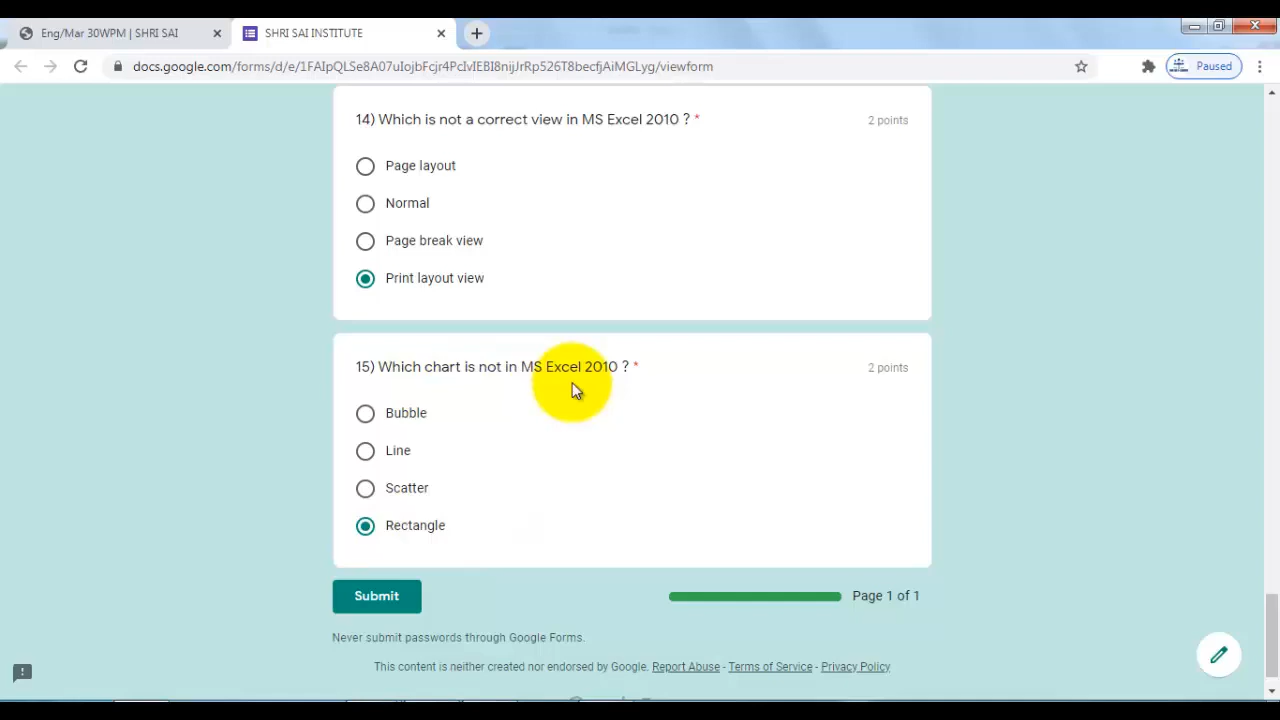 Eng/Mar 30WPM | SHRI SAI
SHRI SAI INSTITUTE
docs.google.com/forms/d/e/1FAIpQLSe8A07uIojbFcjr4PcIvIEBI8nijJrRp526T8becfjAiMGLyg/viewform
Paused
14) Which is not a correct view in MS Excel 2010 ? *
2 points
Page layout
Normal
Page break view
Print layout view
15) Which chart is not in MS Excel 2010 ? *
2 points
Bubble
Line
Scatter
Rectangle
Submit
Page 1 of 1
Never submit passwords through Google Forms.
This content is neither created nor endorsed by Google. Report Abuse - Terms of Service - Privacy Policy